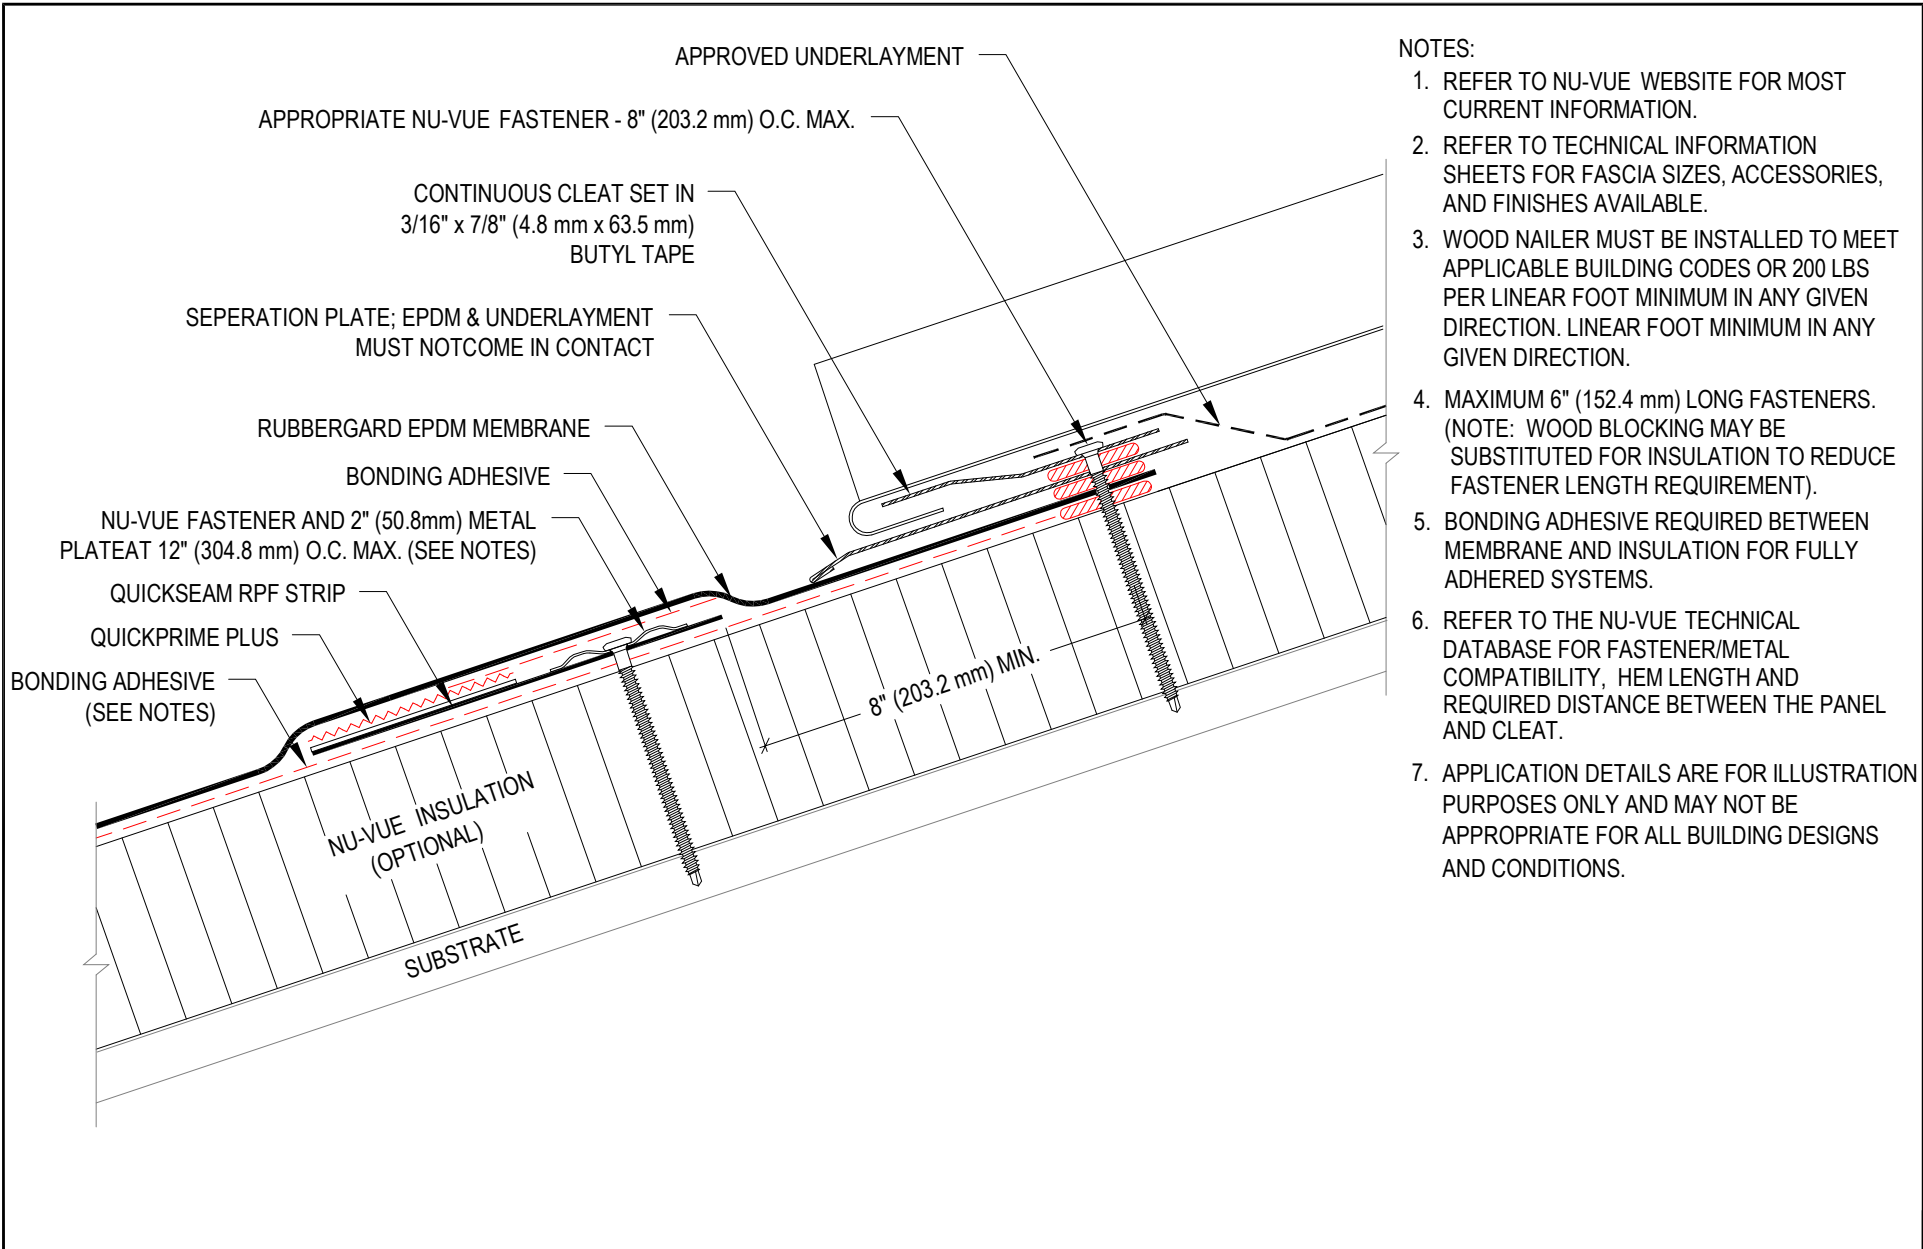 APPROVED UNDERLAYMENT
APPROPRIATE NU-VUE FASTENER - 8" (203.2 mm) O.C. MAX.
CONTINUOUS CLEAT SET IN
3/16" x 7/8" (4.8 mm x 63.5 mm)
BUTYL TAPE
SEPERATION PLATE; EPDM & UNDERLAYMENT
MUST NOTCOME IN CONTACT
RUBBERGARD EPDM MEMBRANE
BONDING ADHESIVE
NU-VUE FASTENER AND 2" (50.8mm) METAL
PLATEAT 12" (304.8 mm) O.C. MAX. (SEE NOTES)
QUICKSEAM RPF STRIP
QUICKPRIME PLUS
BONDING ADHESIVE
(SEE NOTES)
8" (203.2 mm) MIN.
NU-VUE INSULATION
(OPTIONAL)
SUBSTRATE
NOTES:
1. REFER TO NU-VUE WEBSITE FOR MOST
CURRENT INFORMATION.
2. REFER TO TECHNICAL INFORMATION
SHEETS FOR FASCIA SIZES, ACCESSORIES,
AND FINISHES AVAILABLE.
3. WOOD NAILER MUST BE INSTALLED TO MEET
APPLICABLE BUILDING CODES OR 200 LBS
PER LINEAR FOOT MINIMUM IN ANY GIVEN
DIRECTION. LINEAR FOOT MINIMUM IN ANY
GIVEN DIRECTION.
4. MAXIMUM 6" (152.4 mm) LONG FASTENERS.
(NOTE: WOOD BLOCKING MAY BE
SUBSTITUTED FOR INSULATION TO REDUCE
FASTENER LENGTH REQUIREMENT).
5. BONDING ADHESIVE REQUIRED BETWEEN
MEMBRANE AND INSULATION FOR FULLY
ADHERED SYSTEMS.
6. REFER TO THE NU-VUE TECHNICAL
DATABASE FOR FASTENER/METAL
COMPATIBILITY, HEM LENGTH AND
REQUIRED DISTANCE BETWEEN THE PANEL
AND CLEAT.
7. APPLICATION DETAILS ARE FOR ILLUSTRATION
PURPOSES ONLY AND MAY NOT BE
APPROPRIATE FOR ALL BUILDING DESIGNS
AND CONDITIONS.